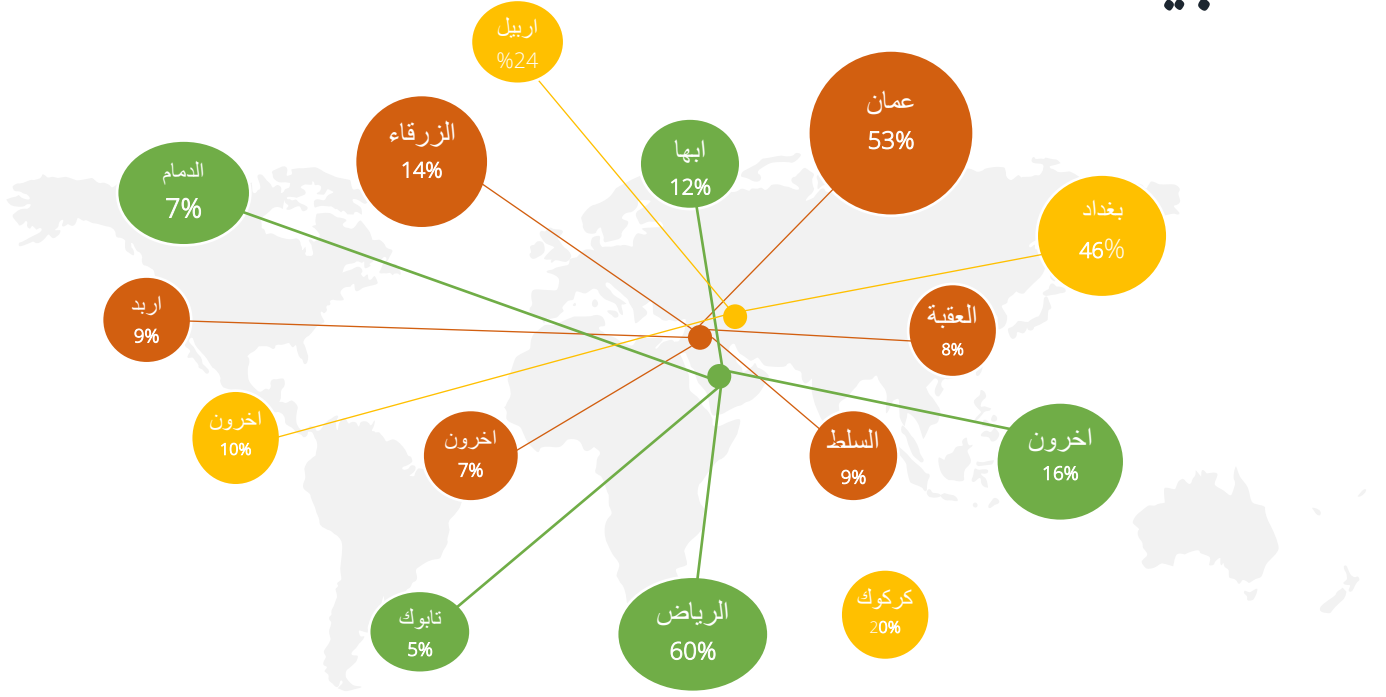 اربيل
%24
عمان
53%
الزرقاء
14%
ابها
12%
الدمام
7%
بغداد
46%
اربد
9%
العقبة
8%
اخرون
10%
اخرون
7%
السلط
9%
اخرون
16%
كركوك
20%
تابوك
5%
الرياض
60%